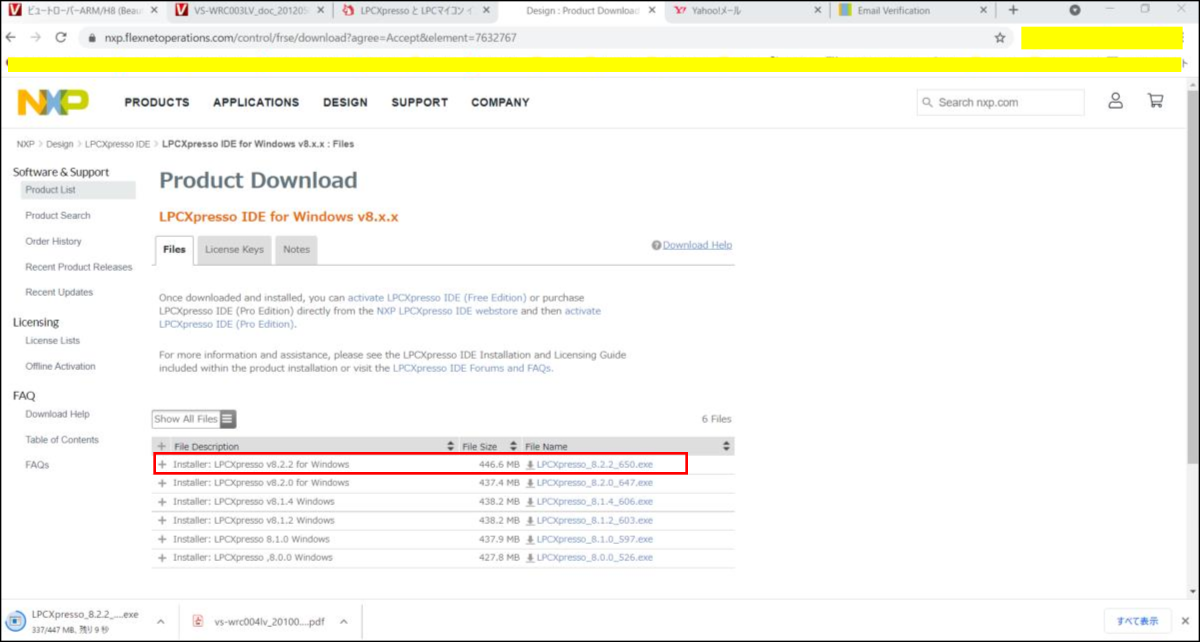 ビュートローバーARM/H8 (Beau
VS-WRC003LV_doc_20120
LPCXpresso と LPCマイコン イ
Design : Product Download
Yahoo!メール
Email Verification
nxp.flexnetoperations.com/control/frse/download?agree=Accept&element=7632767
NXP
PRODUCTS APPLICATIONS DESIGN SUPPORT COMPANY
Search nxp.com
NXP > Design > LPCXpresso IDE > LPCXpresso IDE for Windows v8.x.x : Files
Software & Support
Product List
Product Search
Order History
Recent Product Releases
Recent Updates
Licensing
License Lists
Offline Activation
FAQ
Download Help
Table of Contents
FAQs
Product Download
LPCXpresso IDE for Windows v8.x.x
Files License Keys Notes
Download Help
Once downloaded and installed, you can activate LPCXpresso IDE (Free Edition) or purchase
LPCXpresso IDE (Pro Edition) directly from the NXP LPCXpresso IDE webstore and then activate
LPCXpresso IDE (Pro Edition).
For more information and assistance, please see the LPCXpresso IDE Installation and Licensing Guide
included within the product installation or visit the LPCXpresso IDE Forums and FAQs.
Show All Files
6 Files
File Description File Size File Name
Installer: LPCXpresso v8.2.2 for Windows 446.6 MB LPCXpresso_8.2.2_650.exe
Installer: LPCXpresso v8.2.0 for Windows 437.4 MB LPCXpresso_8.2.0_647.exe
Installer: LPCXpresso v8.1.4 Windows 438.2 MB LPCXpresso_8.1.4_606.exe
Installer: LPCXpresso v8.1.2 Windows 438.2 MB LPCXpresso_8.1.2_603.exe
Installer: LPCXpresso 8.1.0 Windows 437.9 MB LPCXpresso_8.1.0_597.exe
Installer: LPCXpresso ,8.0.0 Windows 427.8 MB LPCXpresso_8.0.0_526.exe
LPCXpresso_8.2.2_....exe
337/447 MB、残り 9 秒
vs-wrc004lv_20100....pdf
すべて表示